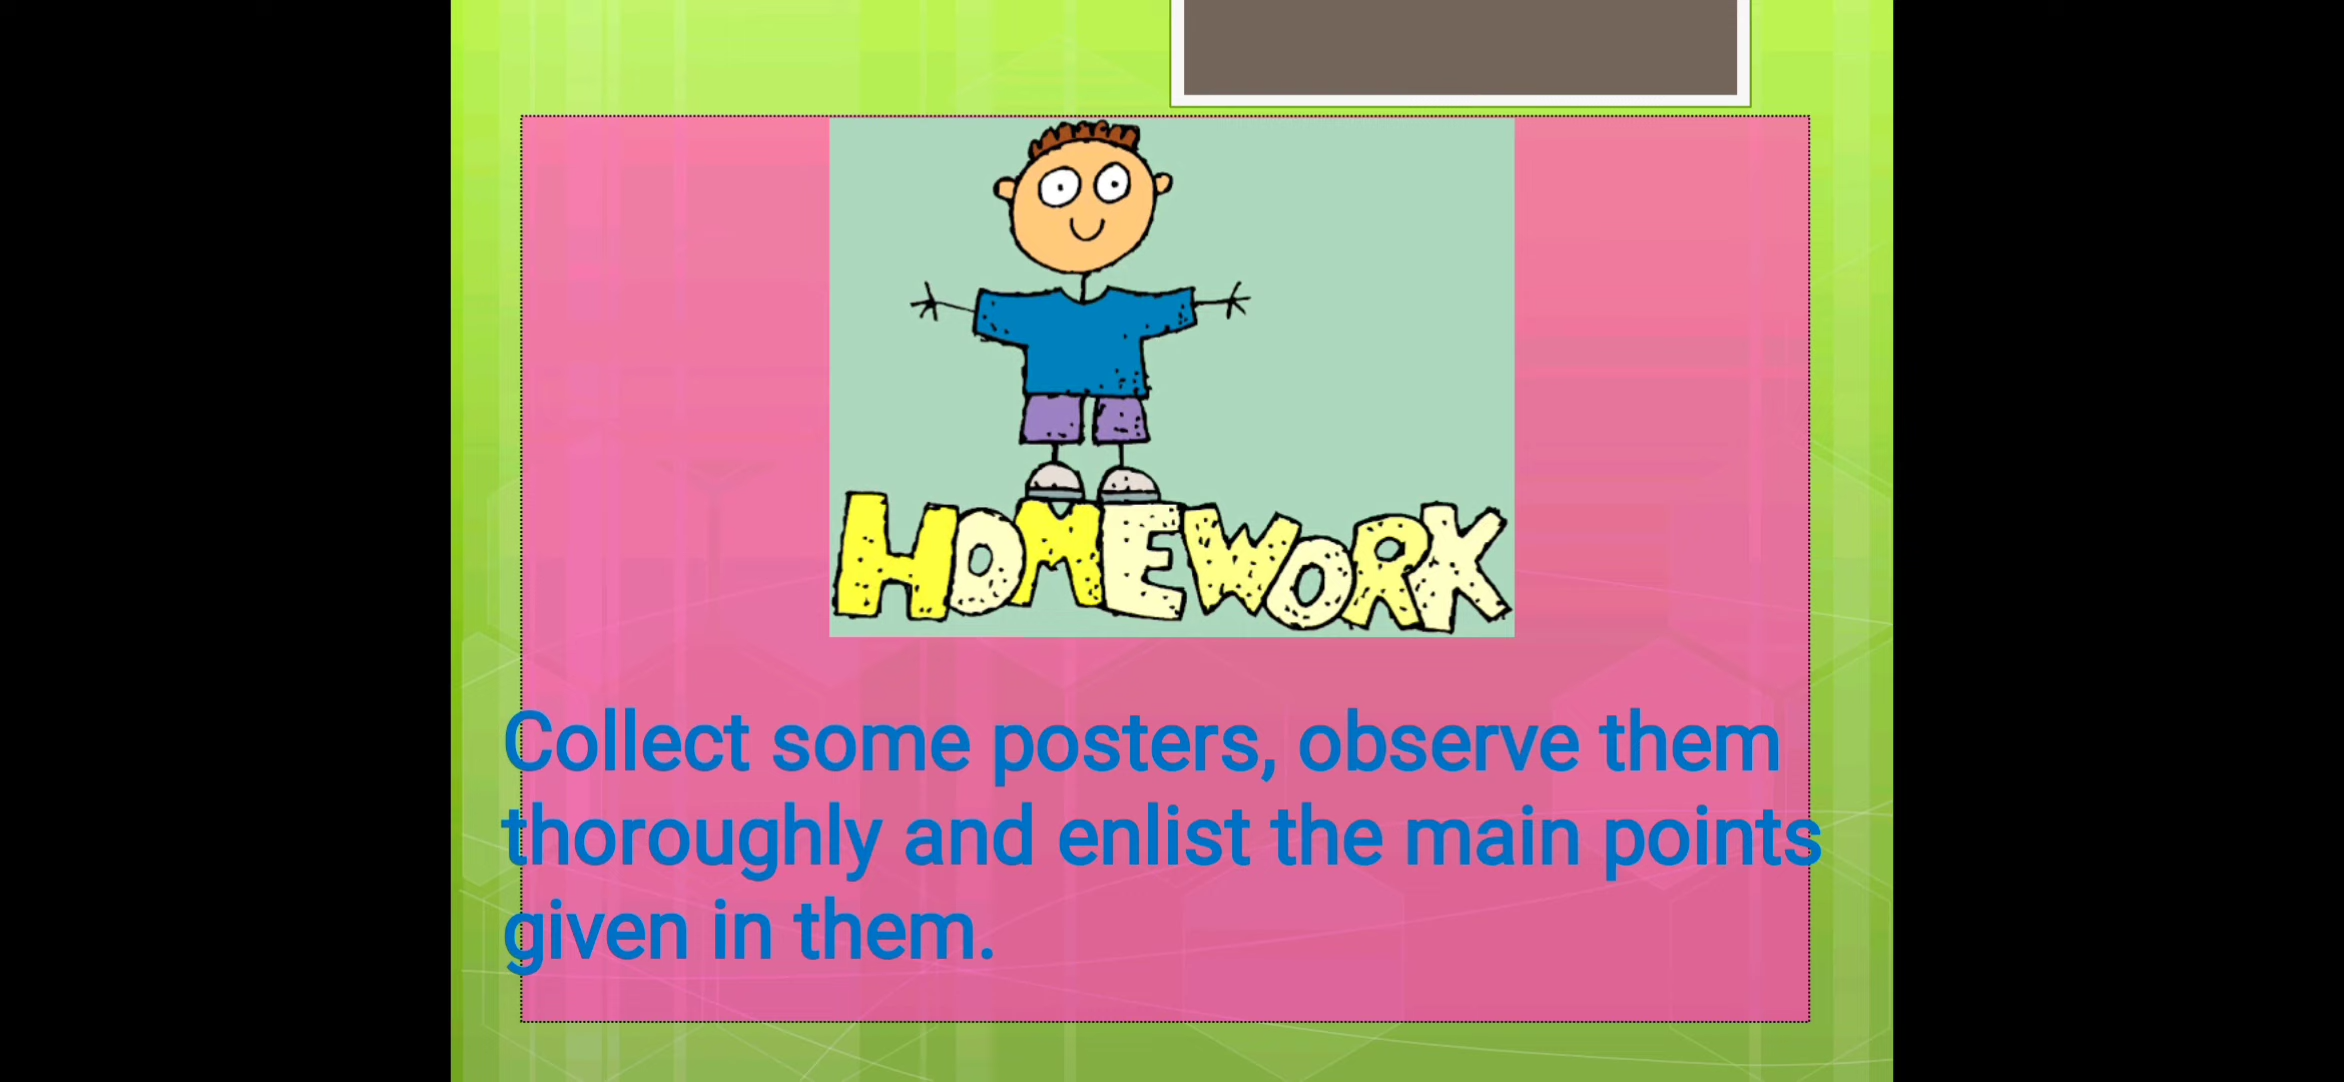 HOMEWORK
Collect some posters, observe them
thoroughly and enlist the main points
given in them.